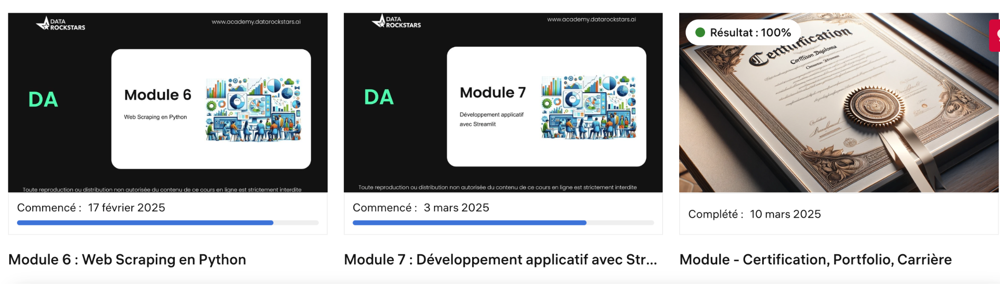 DATA
ROCKSTARS
www.academy.datarockstars.ai
DA
Module 6
Web Scraping en Python
Toute reproduction ou distribution non autorisée du contenu de ce cours en ligne est strictement interdite
Commencé : 17 février 2025
Module 6 : Web Scraping en Python
DATA
ROCKSTARS
www.academy.datarockstars.ai
DA
Module 7
Développement applicatif
avec Streamlit
Toute reproduction ou distribution non autorisée du contenu de ce cours en ligne est strictement interdite
Commencé : 3 mars 2025
Module 7 : Développement applicatif avec Str...
Résultat : 100%
Complété : 10 mars 2025
Module - Certification, Portfolio, Carrière